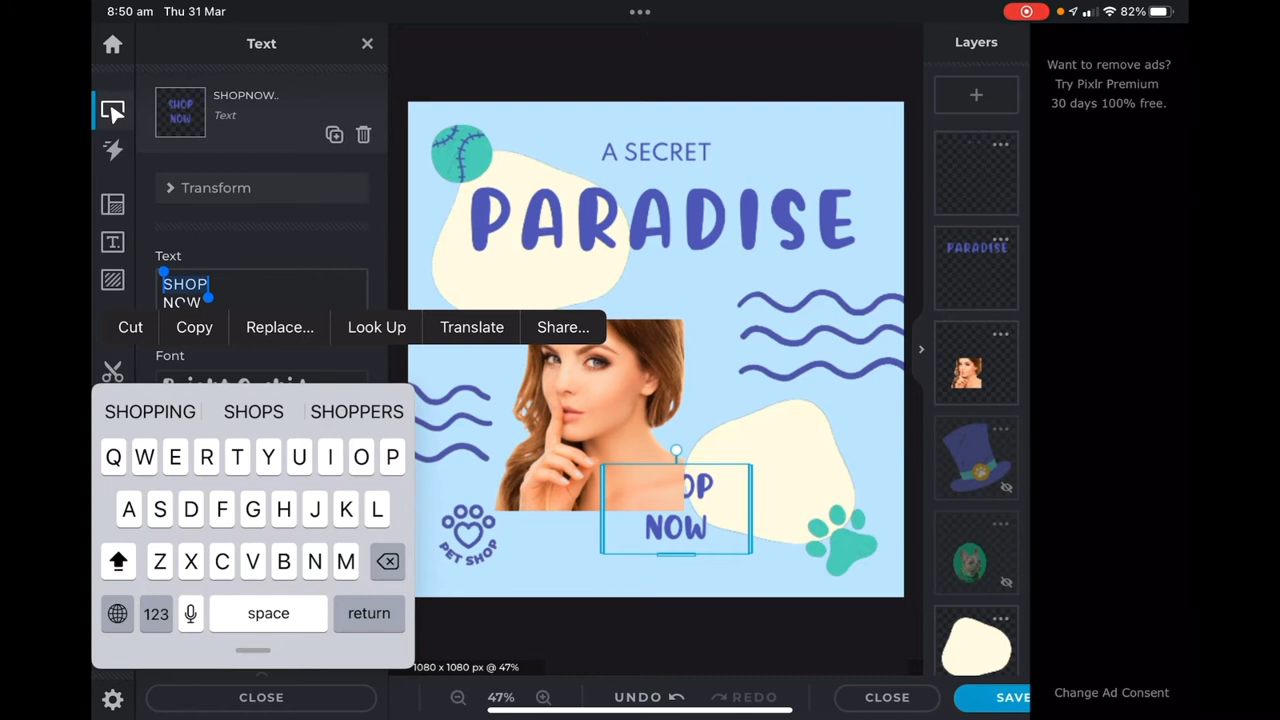 8:50 am Thu 31 Mar
82%
Text
Layers
SHOPNOW..
Text
SHOP
NOW
Transform
Text
SHOP
NOW
Cut
Copy
Replace...
Look Up
Translate
Share...
Font
SHOPPING
SHOPS
SHOPPERS
Q W E R T Y U I O P
A S D F G H J K L
Z X C V B N M
123
space
return
CLOSE
A SECRET
PARADISE
OP
NOW
PET SHOP
1080 x 1080 px @ 47%
47%
UNDO
REDO
CLOSE
SAVE
PARADISE
Want to remove ads?
Try Pixlr Premium
30 days 100% free.
Change Ad Consent